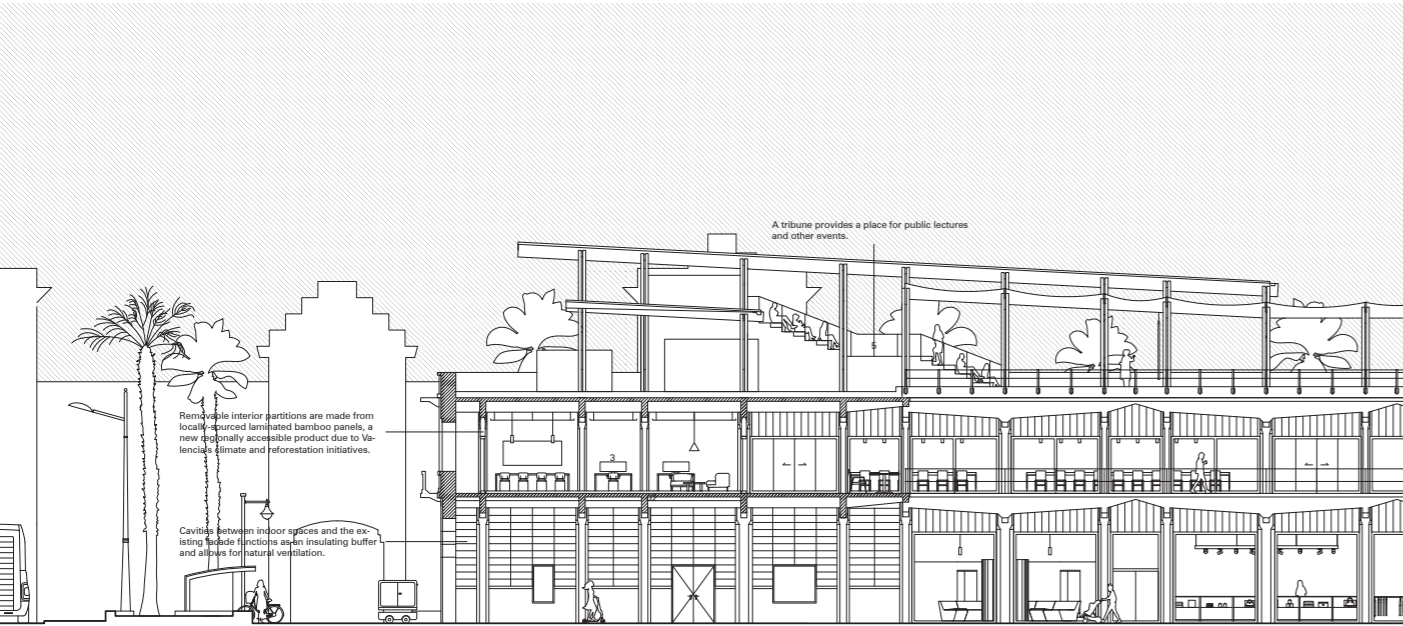 A tribune provides a place for public lectures
and other events.
5
Removable interior partitions are made from
locally-sourced laminated bamboo panels, a
new regionally accessible product due to Va-
lencia's climate and reforestation initiatives.
3
Cavities between indoor spaces and the ex-
isting facade functions as an insulating buffer
and allows for natural ventilation.